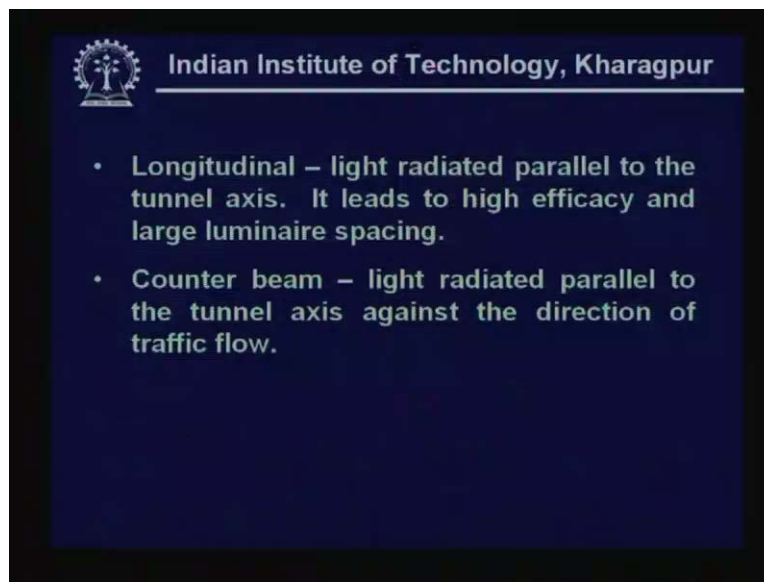 Indian Institute of Technology, Kharagpur
• Longitudinal – light radiated parallel to the
tunnel axis. It leads to high efficacy and
large luminaire spacing.
• Counter beam – light radiated parallel to
the tunnel axis against the direction of
traffic flow.